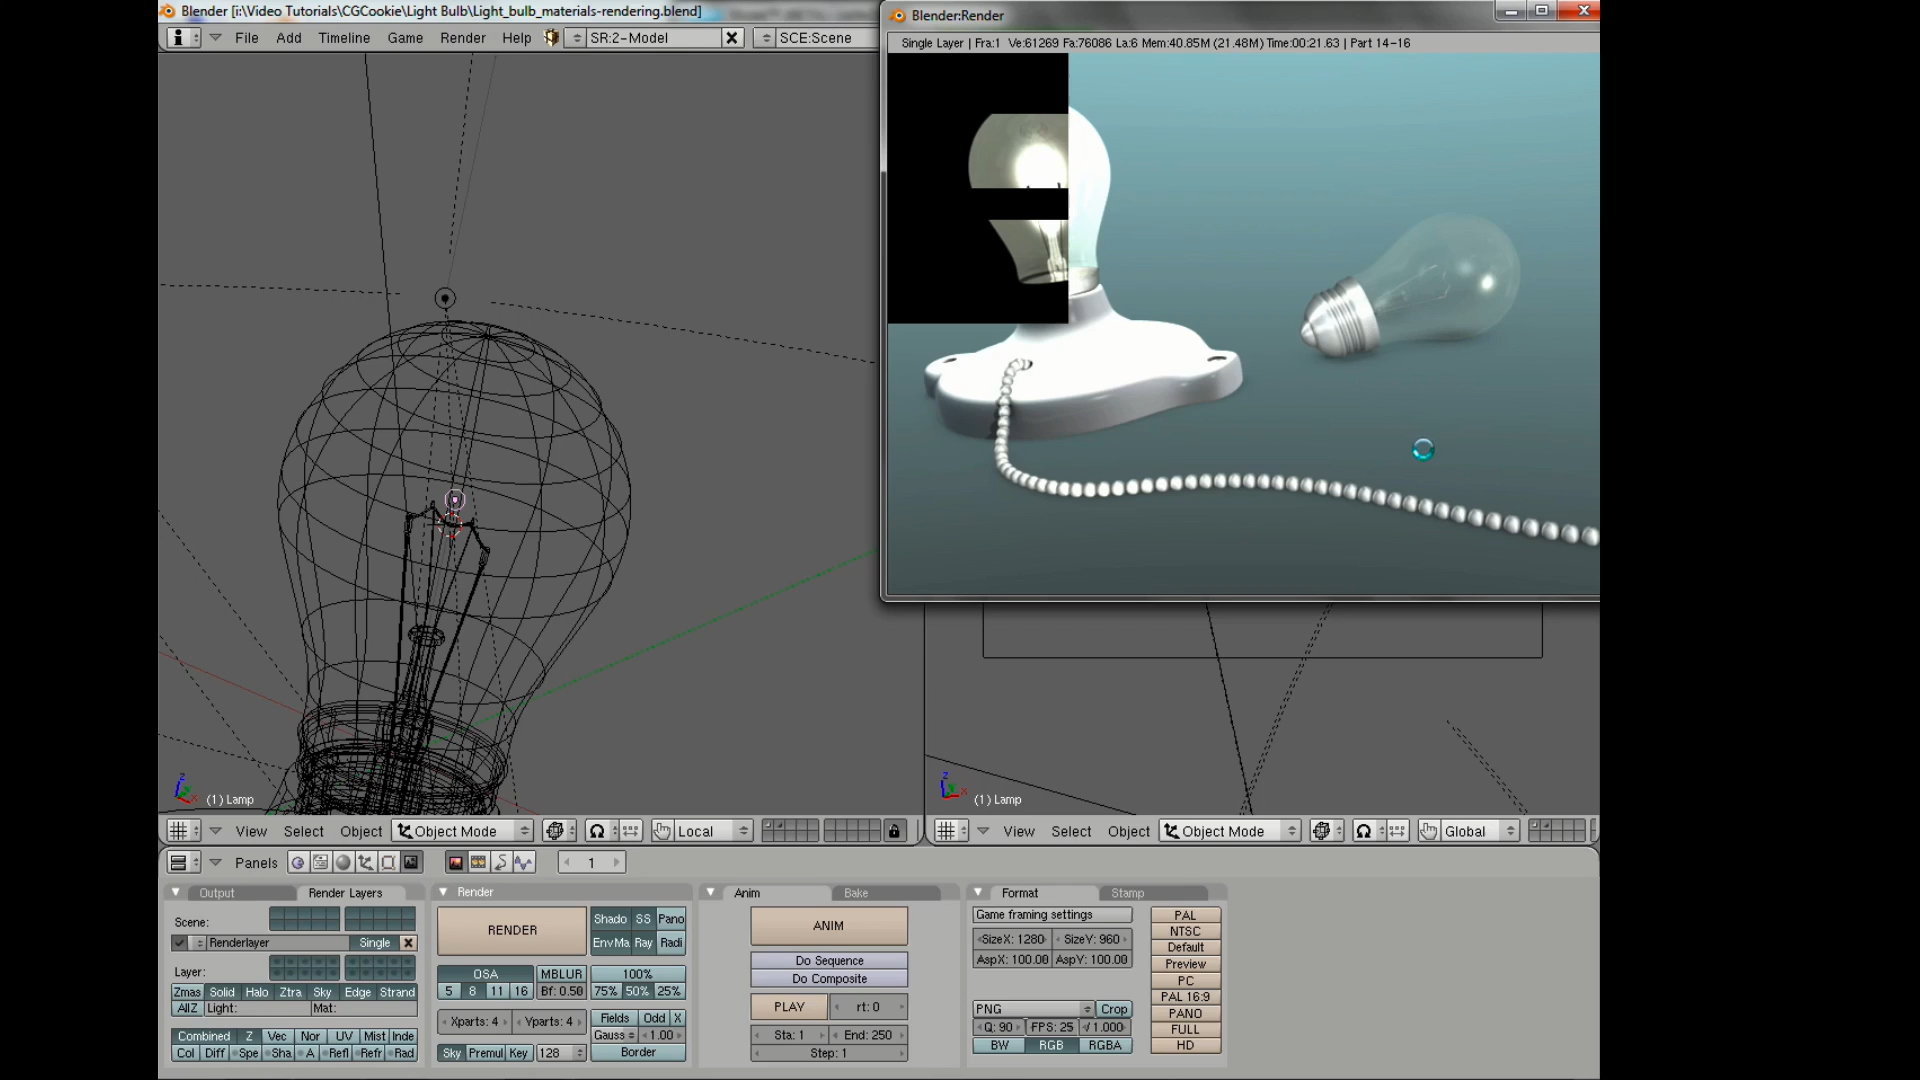 Blender [i:\Video Tutorials\CGCookie\Light Bulb\Light_bulb_materials-rendering.blend]
File Add Timeline Game Render Help SR:2-Model SCE:Scene
Blender:Render
Single Layer | Fra:1 Ve:61269 Fa:76086 La:6 Mem:40.85M (21.48M) Time:00:21.63 | Part 14-16
(1) Lamp
(1) Lamp
View Select Object Object Mode Local
View Select Object Object Mode Global
Panels 1
Output Render Layers
Scene:
Renderlayer Single
Layer:
Zmas Solid Halo Ztra Sky Edge Strand
AllZ Light: Mat:
Combined Z Vec Nor UV Mist Inde
Col Diff Spe Sha A Refl Refr Rad
Render
RENDER
Shado SS Pano
EnvMa Ray Radi
OSA MBLUR 100%
5 8 11 16 Bf: 0.50 75% 50% 25%
Xparts: 4 Yparts: 4 Fields Odd X
Gauss 1.00
Sky Premul Key 128 Border
Anim Bake
ANIM
Do Sequence
Do Composite
PLAY rt: 0
Sta: 1 End: 250
Step: 1
Format Stamp
Game framing settings
SizeX: 1280 SizeY: 960
AspX: 100.00 AspY: 100.00
PNG Crop
Q: 90 FPS: 25 / 1.000
BW RGB RGBA
PAL
NTSC
Default
Preview
PC
PAL 16:9
PANO
FULL
HD